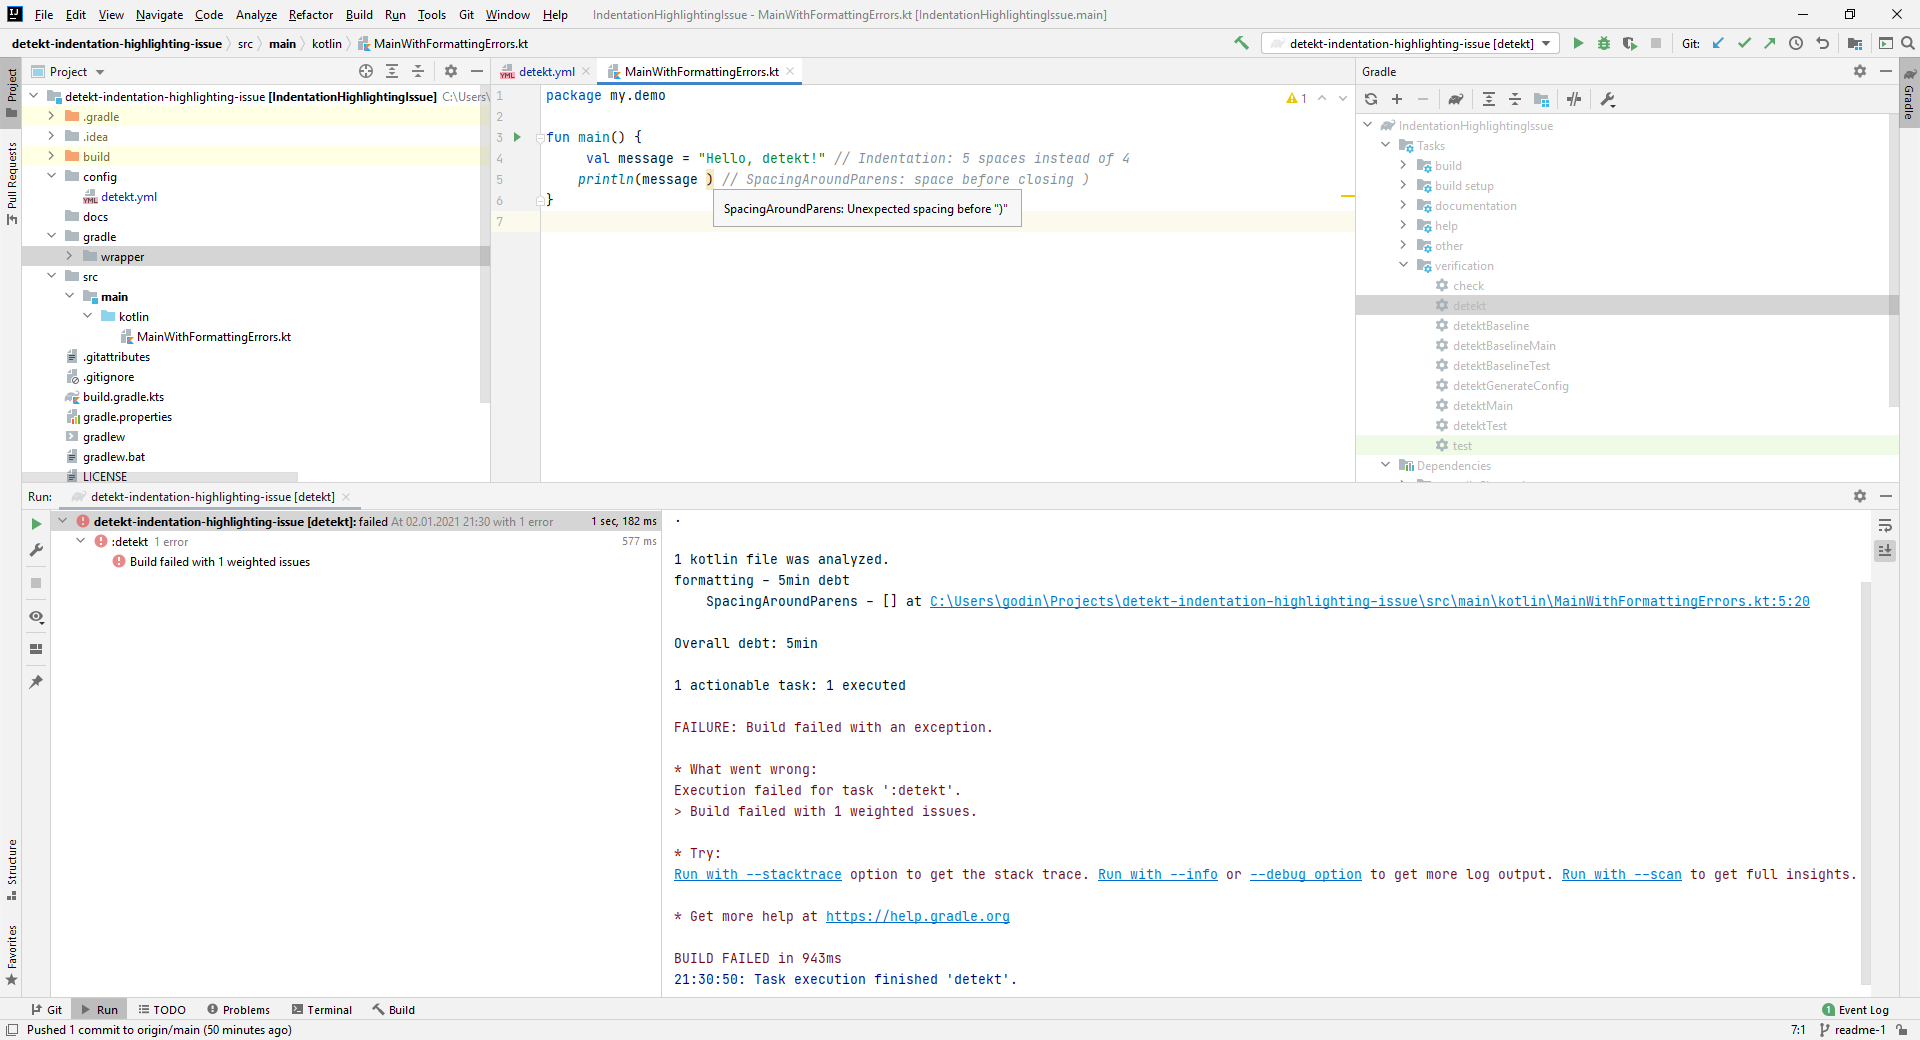 File Edit View Navigate Code Analyze Refactor Build Run Tools Git Window Help IndentationHighlightingIssue - MainWithFormattingErrors.kt [IndentationHighlightingIssue.main]
detekt-indentation-highlighting-issue src main kotlin MainWithFormattingErrors.kt detekt-indentation-highlighting-issue [detekt] Git:
Project
Pull Requests
Structure
Favorites
Project
detekt-indentation-highlighting-issue [IndentationHighlightingIssue] C:\Users\
.gradle
.idea
build
config
detekt.yml
docs
gradle
wrapper
src
main
kotlin
MainWithFormattingErrors.kt
.gitattributes
.gitignore
build.gradle.kts
gradle.properties
gradlew
gradlew.bat
LICENSE
detekt.yml MainWithFormattingErrors.kt
1 package my.demo
2
3 fun main() {
4 val message = "Hello, detekt!" // Indentation: 5 spaces instead of 4
5 println(message ) // SpacingAroundParens: space before closing )
6 }
7
1
SpacingAroundParens: Unexpected spacing before ")"
Gradle
Gradle
IndentationHighlightingIssue
Tasks
build
build setup
documentation
help
other
verification
check
detekt
detektBaseline
detektBaselineMain
detektBaselineTest
detektGenerateConfig
detektMain
detektTest
test
Dependencies
Run: detekt-indentation-highlighting-issue [detekt]
detekt-indentation-highlighting-issue [detekt]: failed At 02.01.2021 21:30 with 1 error 1 sec, 182 ms
:detekt 1 error 577 ms
Build failed with 1 weighted issues
.
1 kotlin file was analyzed.
formatting - 5min debt
SpacingAroundParens - [] at C:\Users\godin\Projects\detekt-indentation-highlighting-issue\src\main\kotlin\MainWithFormattingErrors.kt:5:20
Overall debt: 5min
1 actionable task: 1 executed
FAILURE: Build failed with an exception.
* What went wrong:
Execution failed for task ':detekt'.
> Build failed with 1 weighted issues.
* Try:
Run with --stacktrace option to get the stack trace. Run with --info or --debug option to get more log output. Run with --scan to get full insights.
* Get more help at https://help.gradle.org
BUILD FAILED in 943ms
21:30:50: Task execution finished 'detekt'.
Git Run TODO Problems Terminal Build 1 Event Log
Pushed 1 commit to origin/main (50 minutes ago) 7:1 readme-1